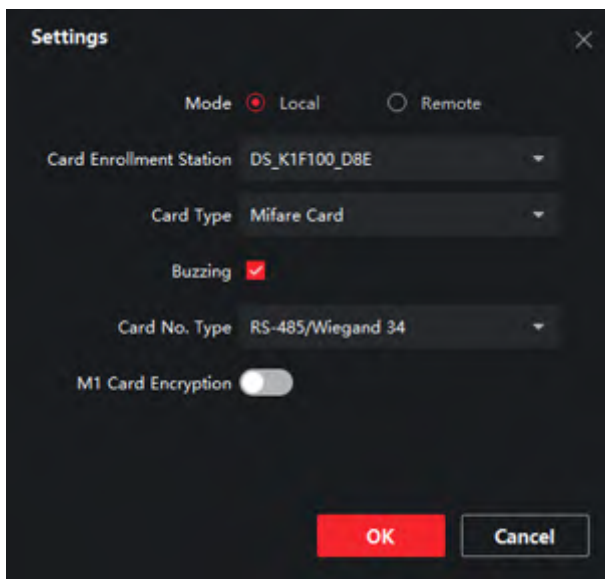 Settings
Mode Local Remote
Card Enrollment Station DS_K1F100_D8E
Card Type Mifare Card
Buzzing
Card No. Type RS-485/Wiegand 34
M1 Card Encryption
OK Cancel